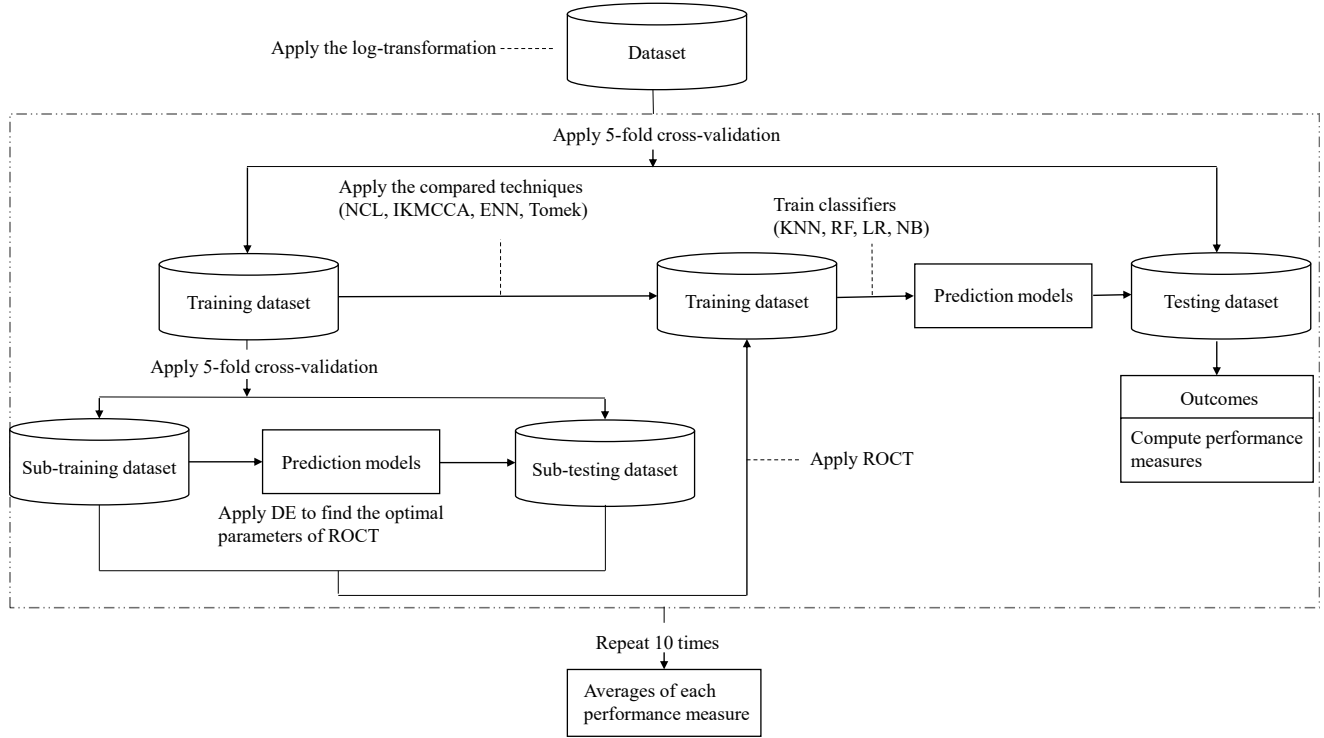 Apply the log-transformation
Dataset
Apply 5-fold cross-validation
Apply the compared techniques
(NCL, IKMCCA, ENN, Tomek)
Train classifiers
(KNN, RF, LR, NB)
Training dataset
Training dataset
Prediction models
Testing dataset
Apply 5-fold cross-validation
Outcomes
Compute performance
measures
Sub-training dataset
Prediction models
Sub-testing dataset
Apply ROCT
Apply DE to find the optimal
parameters of ROCT
Repeat 10 times
Averages of each
performance measure